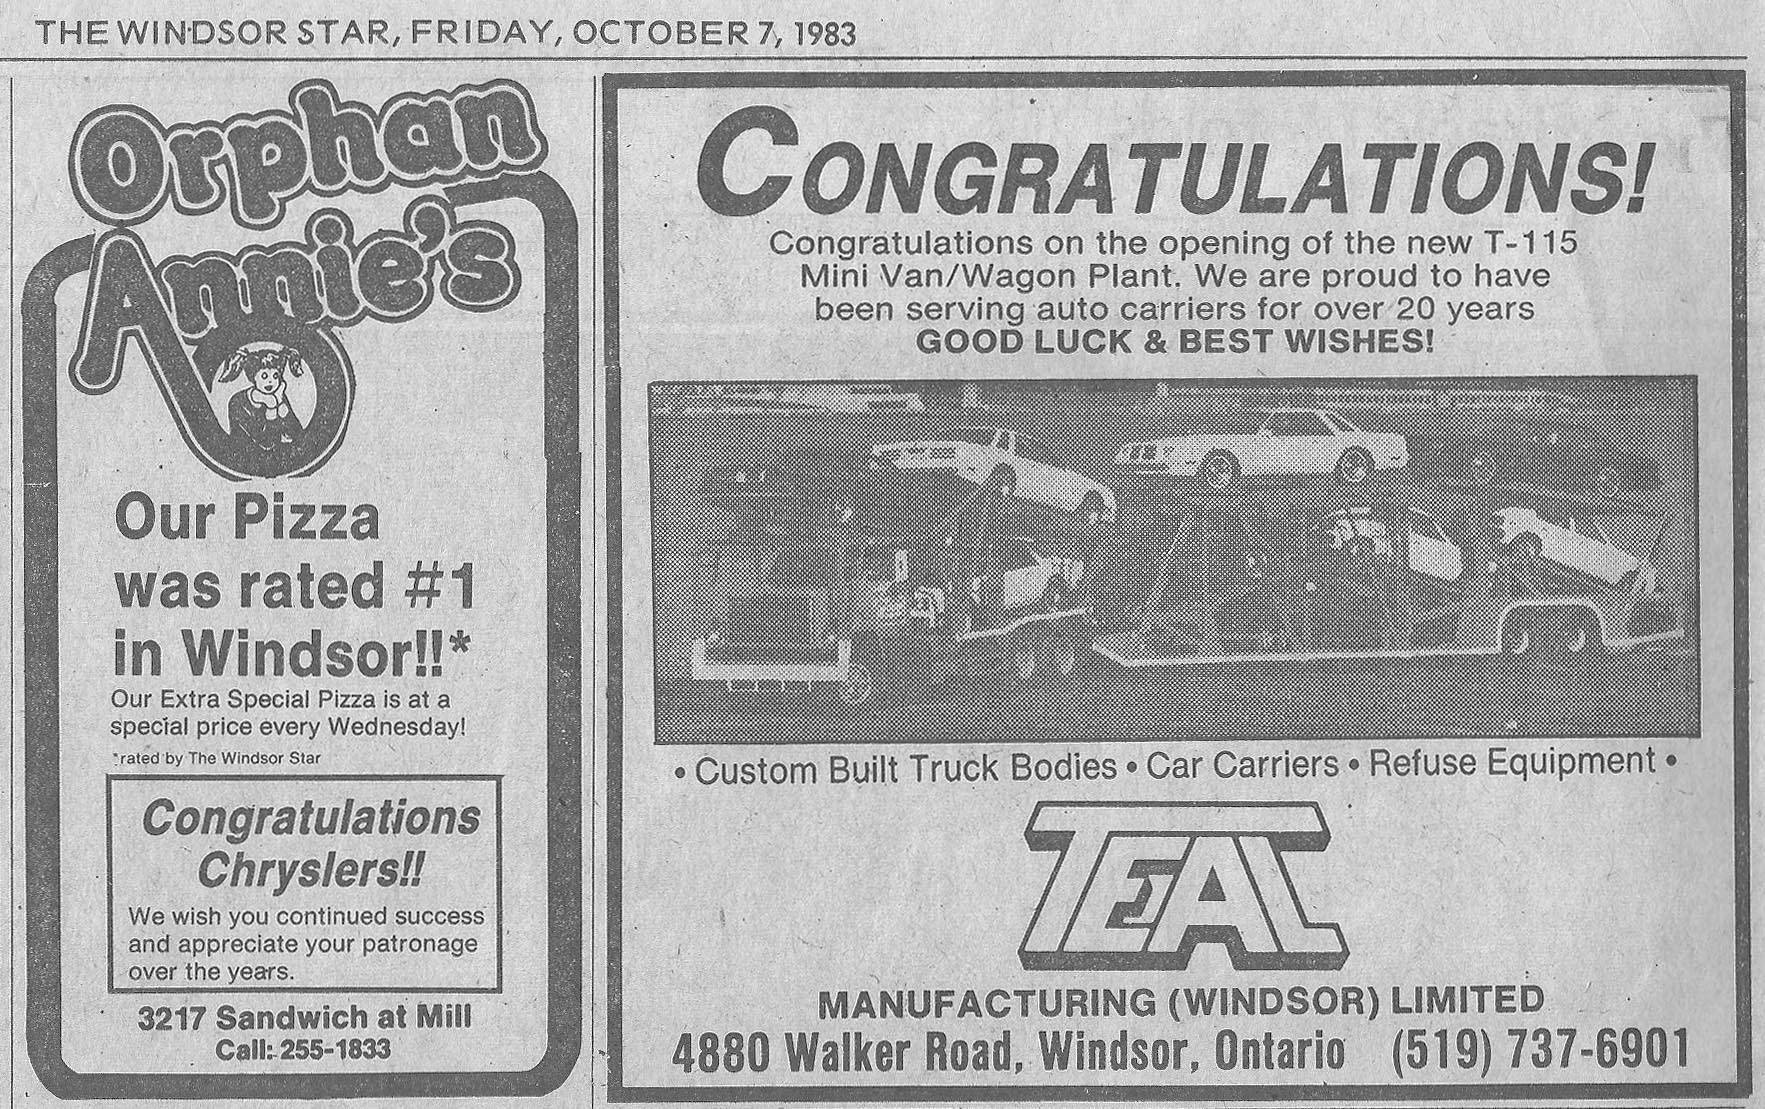 THE WINDSOR STAR, FRIDAY, OCTOBER 7, 1983
Orphan
Annie's
Our Pizza
was rated #1
in Windsor!!*
Our Extra Special Pizza is at a
special price every Wednesday!
*rated by The Windsor Star
Congratulations
Chryslers!!
We wish you continued success
and appreciate your patronage
over the years.
3217 Sandwich at Mill
Call: 255-1833
CONGRATULATIONS!
Congratulations on the opening of the new T-115
Mini Van/Wagon Plant. We are proud to have
been serving auto carriers for over 20 years
GOOD LUCK & BEST WISHES!
• Custom Built Truck Bodies • Car Carriers • Refuse Equipment •
TEAL
MANUFACTURING (WINDSOR) LIMITED
4880 Walker Road, Windsor, Ontario (519) 737-6901